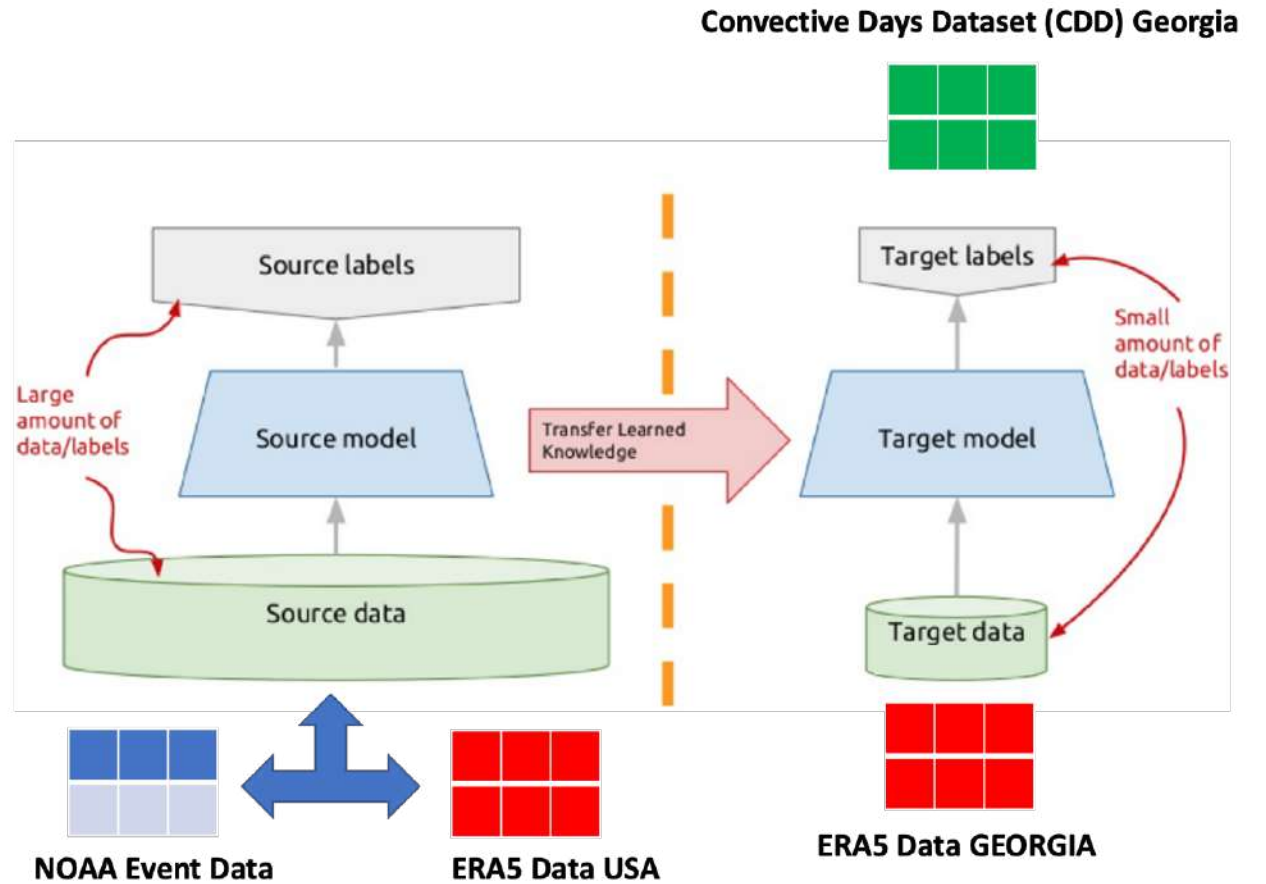 Convective Days Dataset (CDD) Georgia
Source labels
Target labels
Large
amount of
data/labels
Small
amount of
data/labels
Source model
Transfer Learned
Knowledge
Target model
Source data
Target data
NOAA Event Data
ERA5 Data USA
ERA5 Data GEORGIA